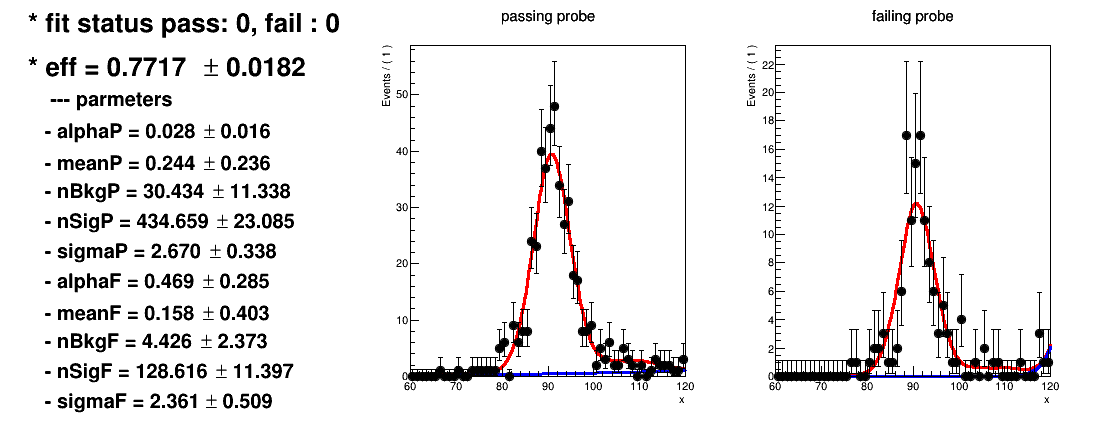 * fit status pass: 0, fail : 0
* eff = 0.7717 ± 0.0182
--- parmeters
- alphaP = 0.028 ± 0.016
- meanP = 0.244 ± 0.236
- nBkgP = 30.434 ± 11.338
- nSigP = 434.659 ± 23.085
- sigmaP = 2.670 ± 0.338
- alphaF = 0.469 ± 0.285
- meanF = 0.158 ± 0.403
- nBkgF = 4.426 ± 2.373
- nSigF = 128.616 ± 11.397
- sigmaF = 2.361 ± 0.509
passing probe
Events / ( 1 )
50
40
30
20
10
0
60 70 80 90 100 110 120
x
failing probe
Events / ( 1 )
22
20
18
16
14
12
10
8
6
4
2
0
60 70 80 90 100 110 120
x